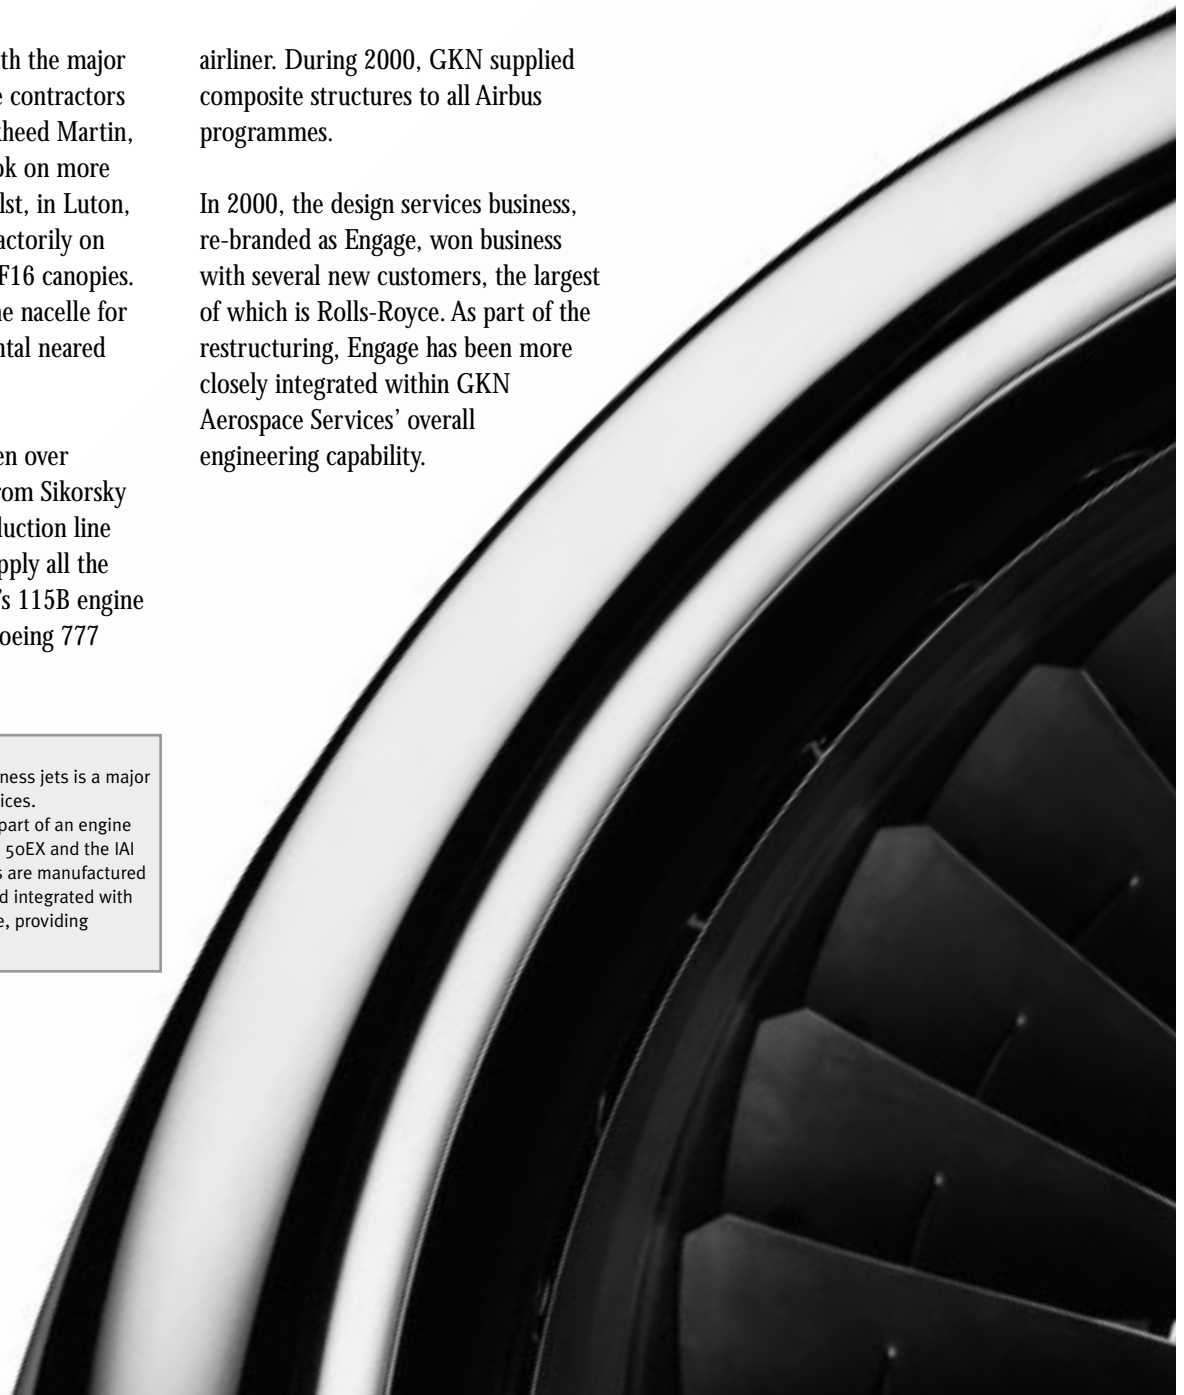 th the major
contractors
heed Martin,
ok on more
lst, in Luton,
actorily on
F16 canopies.
e nacelle for
ntal neared
en over
rom Sikorsky
luction line
pply all the
's 115B engine
oeing 777
ness jets is a major
ices.
part of an engine
50EX and the IAI
s are manufactured
d integrated with
e, providing
airliner. During 2000, GKN supplied
composite structures to all Airbus
programmes.
In 2000, the design services business,
re-branded as Engage, won business
with several new customers, the largest
of which is Rolls-Royce. As part of the
restructuring, Engage has been more
closely integrated within GKN
Aerospace Services’ overall
engineering capability.